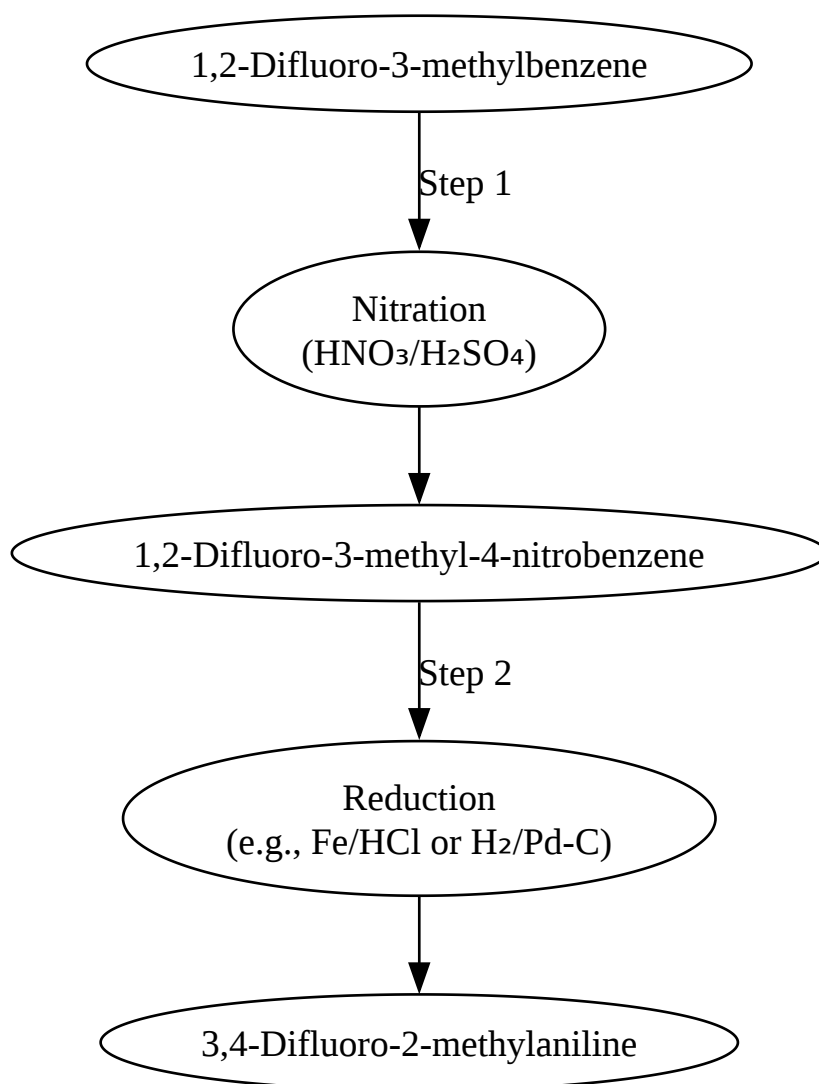 1,2-Difluoro-3-methylbenzene
Step 1
Nitration
(HNO₃/H₂SO₄)
1,2-Difluoro-3-methyl-4-nitrobenzene
Step 2
Reduction
(e.g., Fe/HCl or H₂/Pd-C)
3,4-Difluoro-2-methylaniline